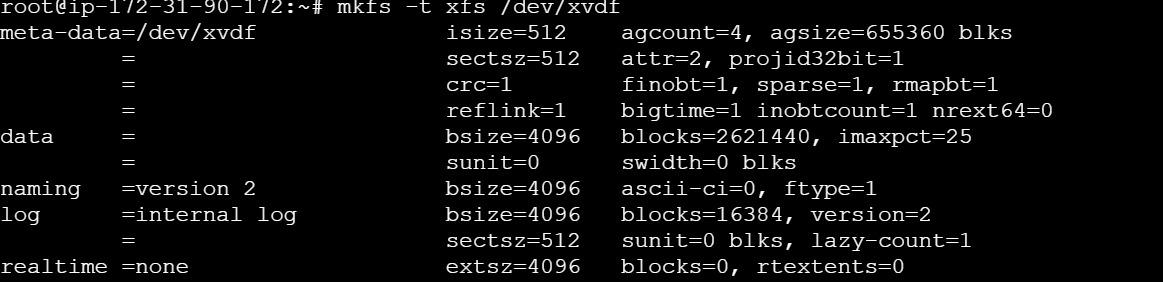 root@ip-172-31-90-172:~# mkfs -t xfs /dev/xvdf
meta-data=/dev/xvdf              isize=512    agcount=4, agsize=655360 blks
         =                       sectsz=512   attr=2, projid32bit=1
         =                       crc=1        finobt=1, sparse=1, rmapbt=1
         =                       reflink=1    bigtime=1 inobtcount=1 nrext64=0
data     =                       bsize=4096   blocks=2621440, imaxpct=25
         =                       sunit=0      swidth=0 blks
naming   =version 2              bsize=4096   ascii-ci=0, ftype=1
log      =internal log           bsize=4096   blocks=16384, version=2
         =                       sectsz=512   sunit=0 blks, lazy-count=1
realtime =none                   extsz=4096   blocks=0, rtextents=0